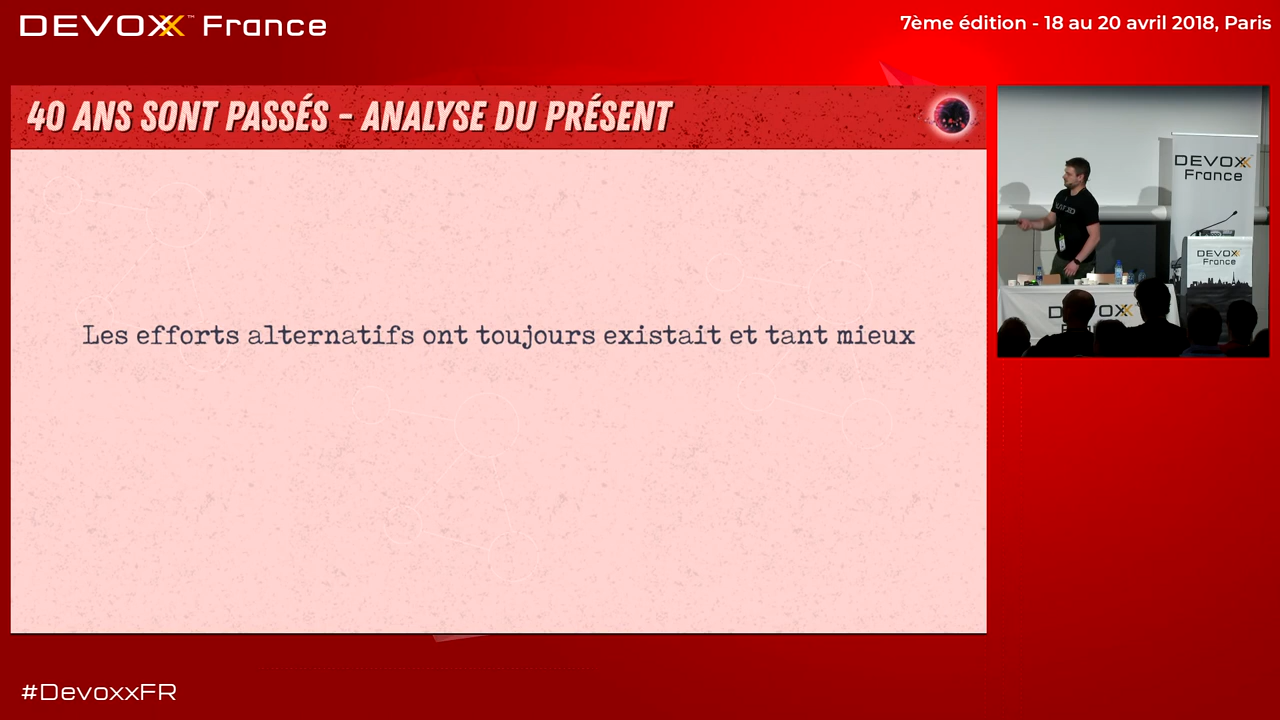 DEVOXX™ France
7ème édition - 18 au 20 avril 2018, Paris
40 ANS SONT PASSÉS - ANALYSE DU PRÉSENT
Les efforts alternatifs ont toujours existait et tant mieux
DEVOXX
France
DEVOXX
France
DEVOXX
#DevoxxFR